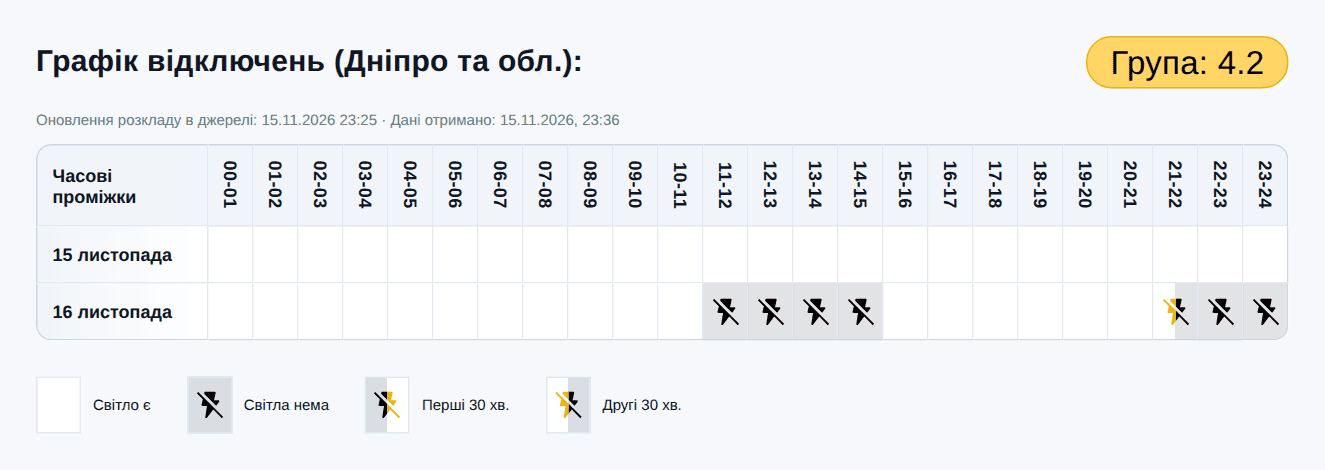 Графік відключень (Дніпро та обл.):
Група: 4.2
Оновлення розкладу в джерелі: 15.11.2026 23:25 · Дані отримано: 15.11.2026, 23:36
Часові
проміжки
00-01
01-02
02-03
03-04
04-05
05-06
06-07
07-08
08-09
09-10
10-11
11-12
12-13
13-14
14-15
15-16
16-17
17-18
18-19
19-20
20-21
21-22
22-23
23-24
15 листопада
16 листопада
Світло є
Світла нема
Перші 30 хв.
Другі 30 хв.